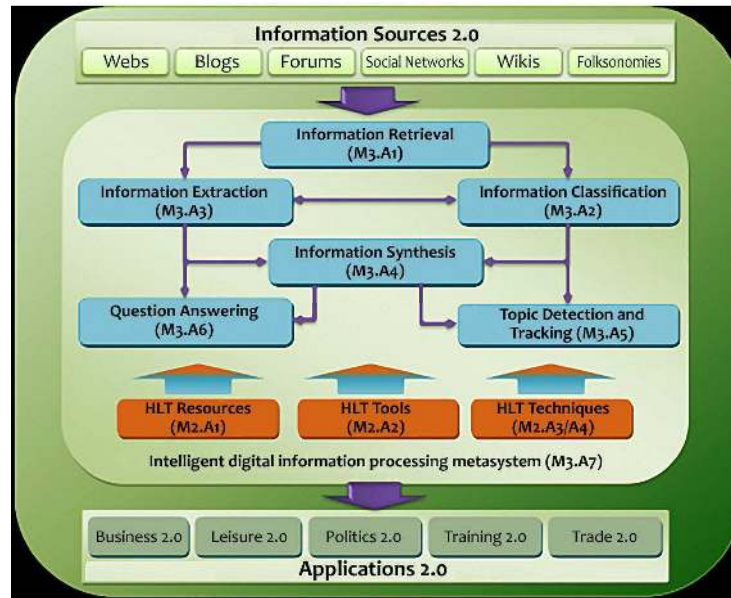 Information Sources 2.0
Webs
Blogs
Forums
Social Networks
Wikis
Folksonomies
Information Retrieval
(M3.A1)
Information Extraction
(M3.A3)
Information Classification
(M3.A2)
Information Synthesis
(M3.A4)
Question Answering
(M3.A6)
Topic Detection and
Tracking (M3.A5)
HLT Resources
(M2.A1)
HLT Tools
(M2.A2)
HLT Techniques
(M2.A3/A4)
Intelligent digital information processing metasystem (M3.A7)
Business 2.0
Leisure 2.0
Politics 2.0
Training 2.0
Trade 2.0
Applications 2.0